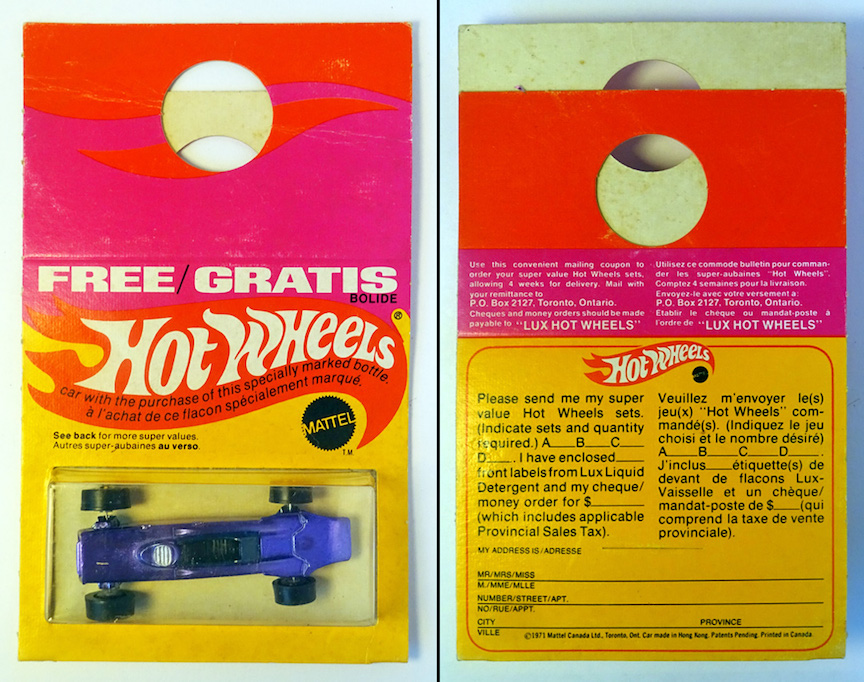 FREE/GRATIS
BOLIDE
HOT WHEELS ®
car with the purchase of this specially marked bottle.
à l'achat de ce flacon spécialement marqué.
MATTEL
T.M.
See back for more super values.
Autres super-aubaines au verso.
Use this convenient mailing coupon to
order your super value Hot Wheels sets,
allowing 4 weeks for delivery. Mail with
your remittance to
P.O. Box 2127, Toronto, Ontario.
Cheques and money orders should be made
payable to "LUX HOT WHEELS"
Utilisez ce commode bulletin pour comman-
der les super-aubaines "Hot Wheels".
Comptez 4 semaines pour la livraison.
Envoyez-le avec votre versement a:
P.O. Box 2127, Toronto, Ontario.
Etablir le cheque ou mandat-poste à
l'ordre de "LUX HOT WHEELS"
HOT WHEELS
MATTEL
Please send me my super
value Hot Wheels sets.
(Indicate sets and quantity
required.) A___B___C___
D___. I have enclosed___
front labels from Lux Liquid
Detergent and my cheque/
money order for $___
(which includes applicable
Provincial Sales Tax).
Veuillez m'envoyer le(s)
jeu(x) "Hot Wheels" com-
mandé(s). (Indiquez le jeu
choisi et le nombre désiré)
A___B___C___D___.
J'inclus___étiquette(s) de
devant de flacons Lux-
Vaisselle et un chèque/
mandat-poste de $___(qui
comprend la taxe de vente
provinciale).
MY ADDRESS IS/ADRESSE
MR/MRS/MISS
M./MME/MLLE
NUMBER/STREET/APT.
NO/RUE/APPT.
CITY PROVINCE
VILLE ©1971 Mattel Canada Ltd., Toronto, Ont. Car made in Hong Kong. Patents Pending. Printed in Canada.